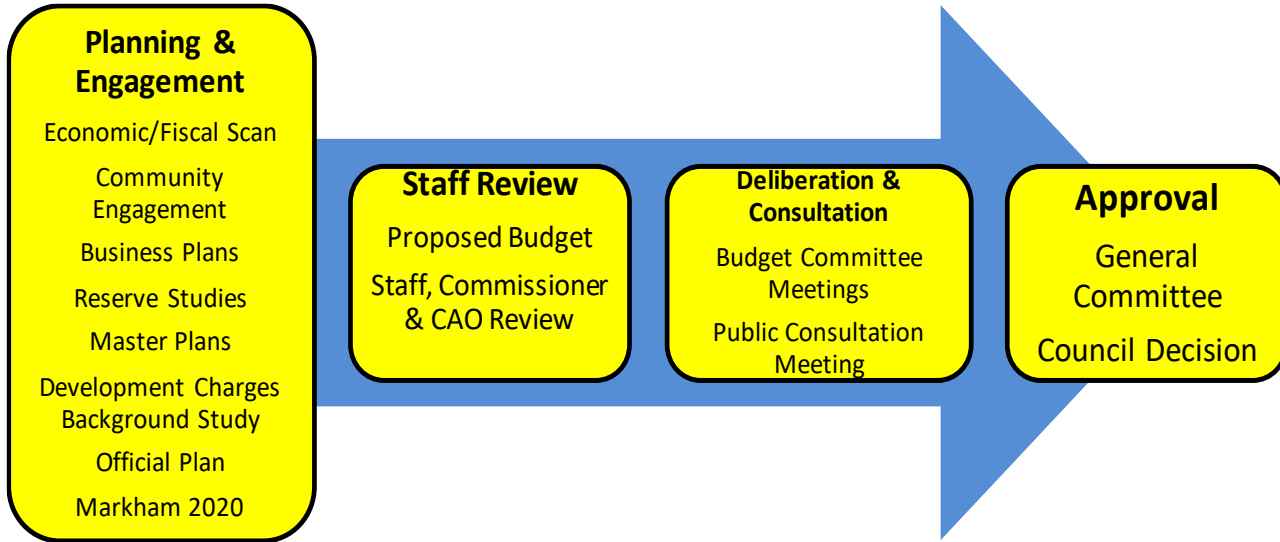 Planning &
Engagement
Economic/Fiscal Scan
Community
Engagement
Business Plans
Reserve Studies
Master Plans
Development Charges
Background Study
Official Plan
Markham 2020
Staff Review
Proposed Budget
Staff, Commissioner
& CAO Review
Deliberation &
Consultation
Budget Committee
Meetings
Public Consultation
Meeting
Approval
General
Committee
Council Decision